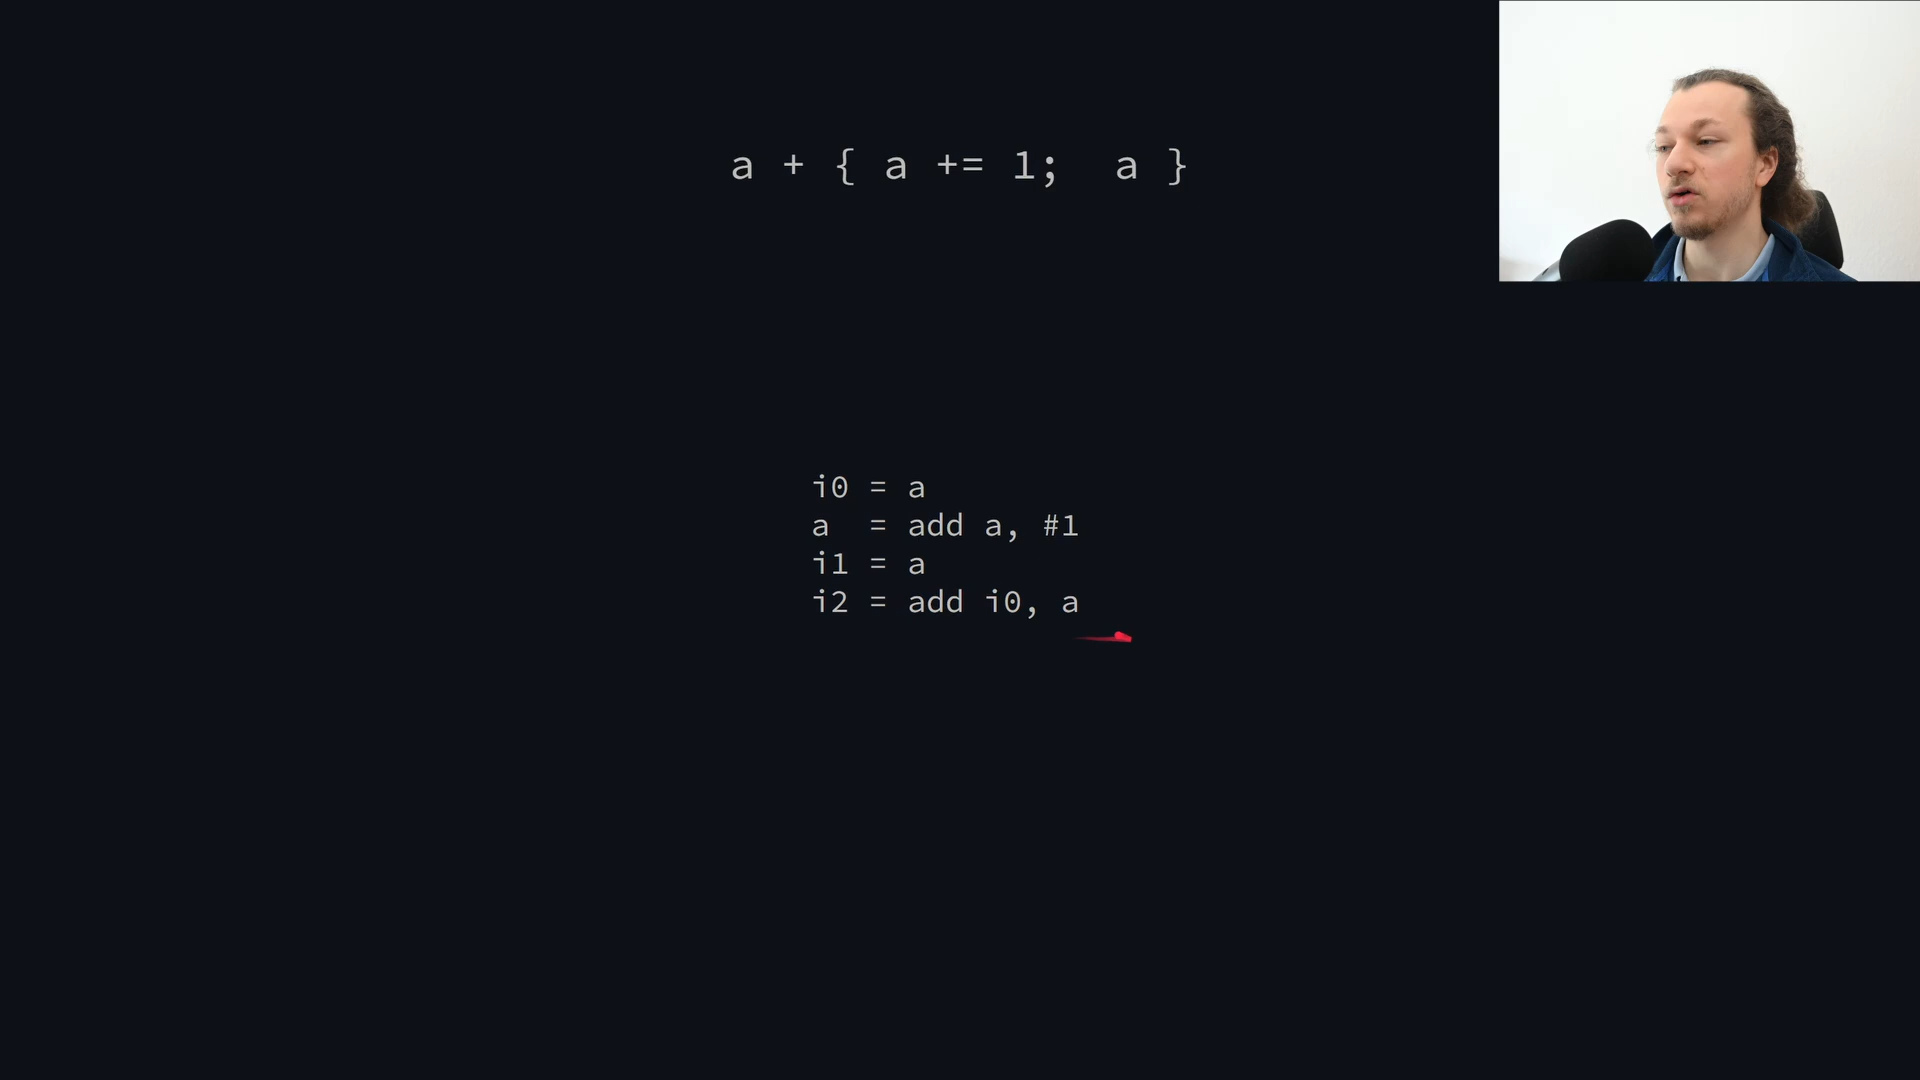 a + { a += 1;  a }
i0 = a
a  = add a, #1
i1 = a
i2 = add i0, a